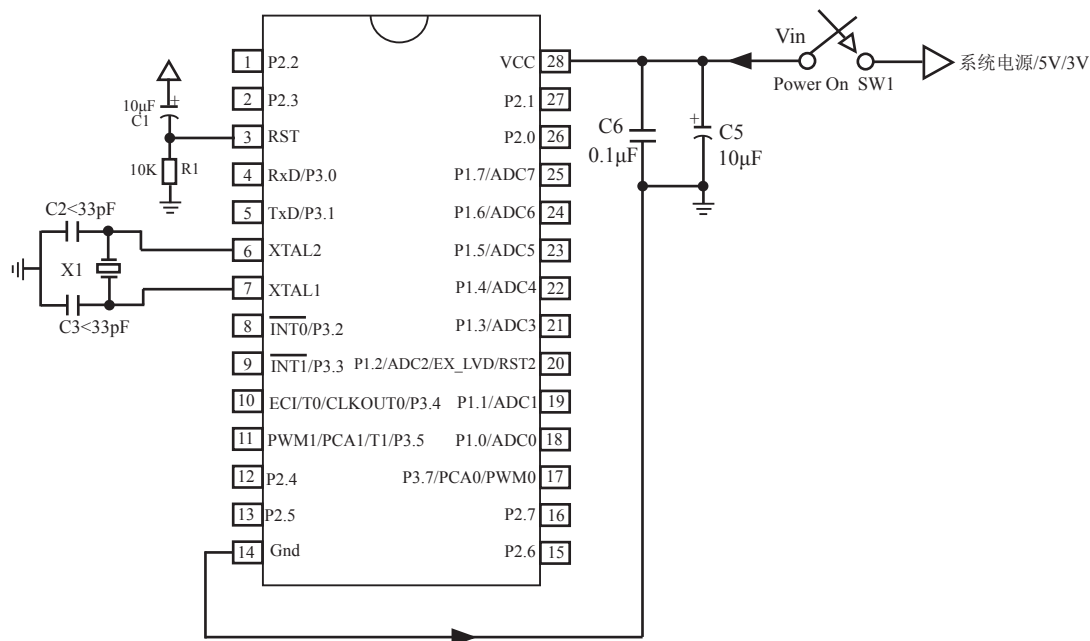 Vin
系统电源/5V/3V
Power On SW1
1 P2.2
VCC 28
2 P2.3
P2.1 27
10μF
C1
3 RST
P2.0 26
C6
0.1μF
C5
10μF
10K R1
4 RxD/P3.0
P1.7/ADC7 25
5 TxD/P3.1
P1.6/ADC6 24
C2<33pF
6 XTAL2
P1.5/ADC5 23
X1
7 XTAL1
P1.4/ADC4 22
C3<33pF
8 INT0/P3.2
P1.3/ADC3 21
9 INT1/P3.3
P1.2/ADC2/EX_LVD/RST2 20
10 ECI/T0/CLKOUT0/P3.4
P1.1/ADC1 19
11 PWM1/PCA1/T1/P3.5
P1.0/ADC0 18
12 P2.4
P3.7/PCA0/PWM0 17
13 P2.5
P2.7 16
14 Gnd
P2.6 15